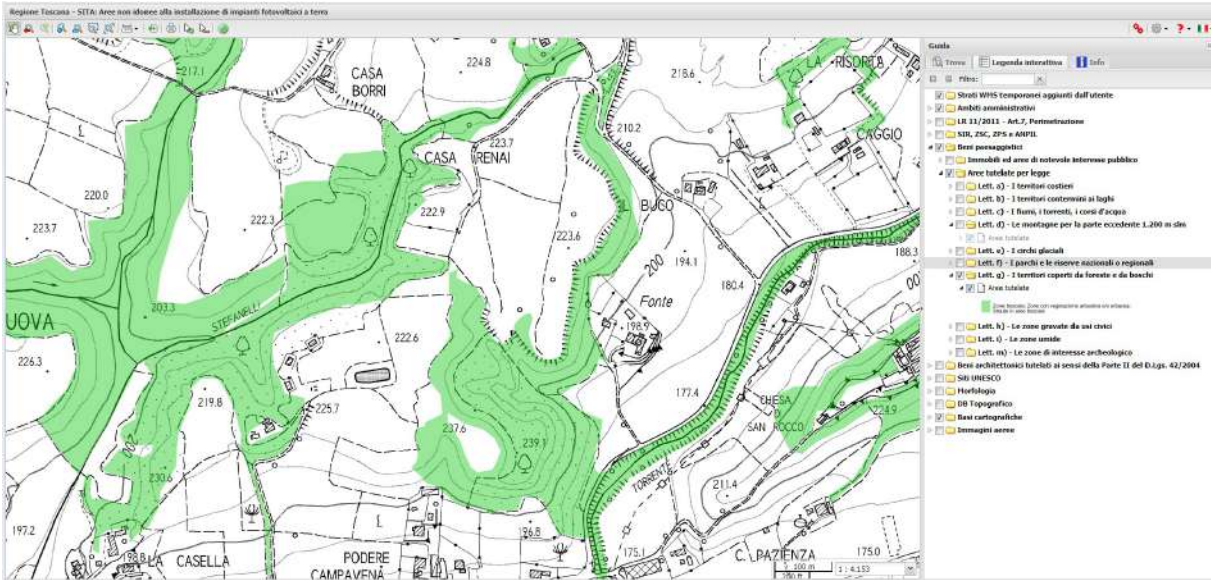 Regione Toscana - SITA: Aree non idonee alla installazione di impianti fotovoltaici a terra
Guida
Trova
Legenda interattiva
Info
Filtro:
Strati WMS temporanei aggiunti dall'utente
Ambiti amministrativi
LR 11/2011 - Art.7, Perimetrazione
SIR, ZSC, ZPS e ANPIL
Beni paesaggistici
Immobili ed aree di notevole interesse pubblico
Aree tutelate per legge
Lett. a) - I territori costieri
Lett. b) - I territori contermini ai laghi
Lett. c) - I fiumi, i torrenti, i corsi d'acqua
Lett. d) - Le montagne per la parte eccedente 1.200 m slm
Aree tutelate
Lett. e) - I circhi glaciali
Lett. f) - I parchi e le riserve nazionali o regionali
Lett. g) - I territori coperti da foreste e da boschi
Aree tutelate
Lett. h) - Le zone gravate da usi civici
Lett. i) - Le zone umide
Lett. m) - Le zone di interesse archeologico
Beni architettonici tutelati ai sensi della Parte II del D.Lgs. 42/2004
Siti UNESCO
Morfologia
DB Topografico
Basi cartografiche
Immagini aeree
217.1
CASA
BORRI
224.8
218.6
LA RISORTA
210.2
CAGGIO
223.7
CASA RENAI
220.0
222.3
222.9
BUCO
223.7
223.6
200
194.1
188.3
180.4
00
203.3
STEFANELLI
Fonte
UOVA
198.9
222.6
226.3
177.4
219.8
225.7
CHIESA
D
SAN ROCCO
224.9
200
237.6
239.1
TORRENTE
230.6
211.4
197.2
196.8
198.8
LA CASELLA
PODERE
CAMPAVENA
175.1
C. PAZIENZA
175.0
100 m
200 ft
1 : 4.153